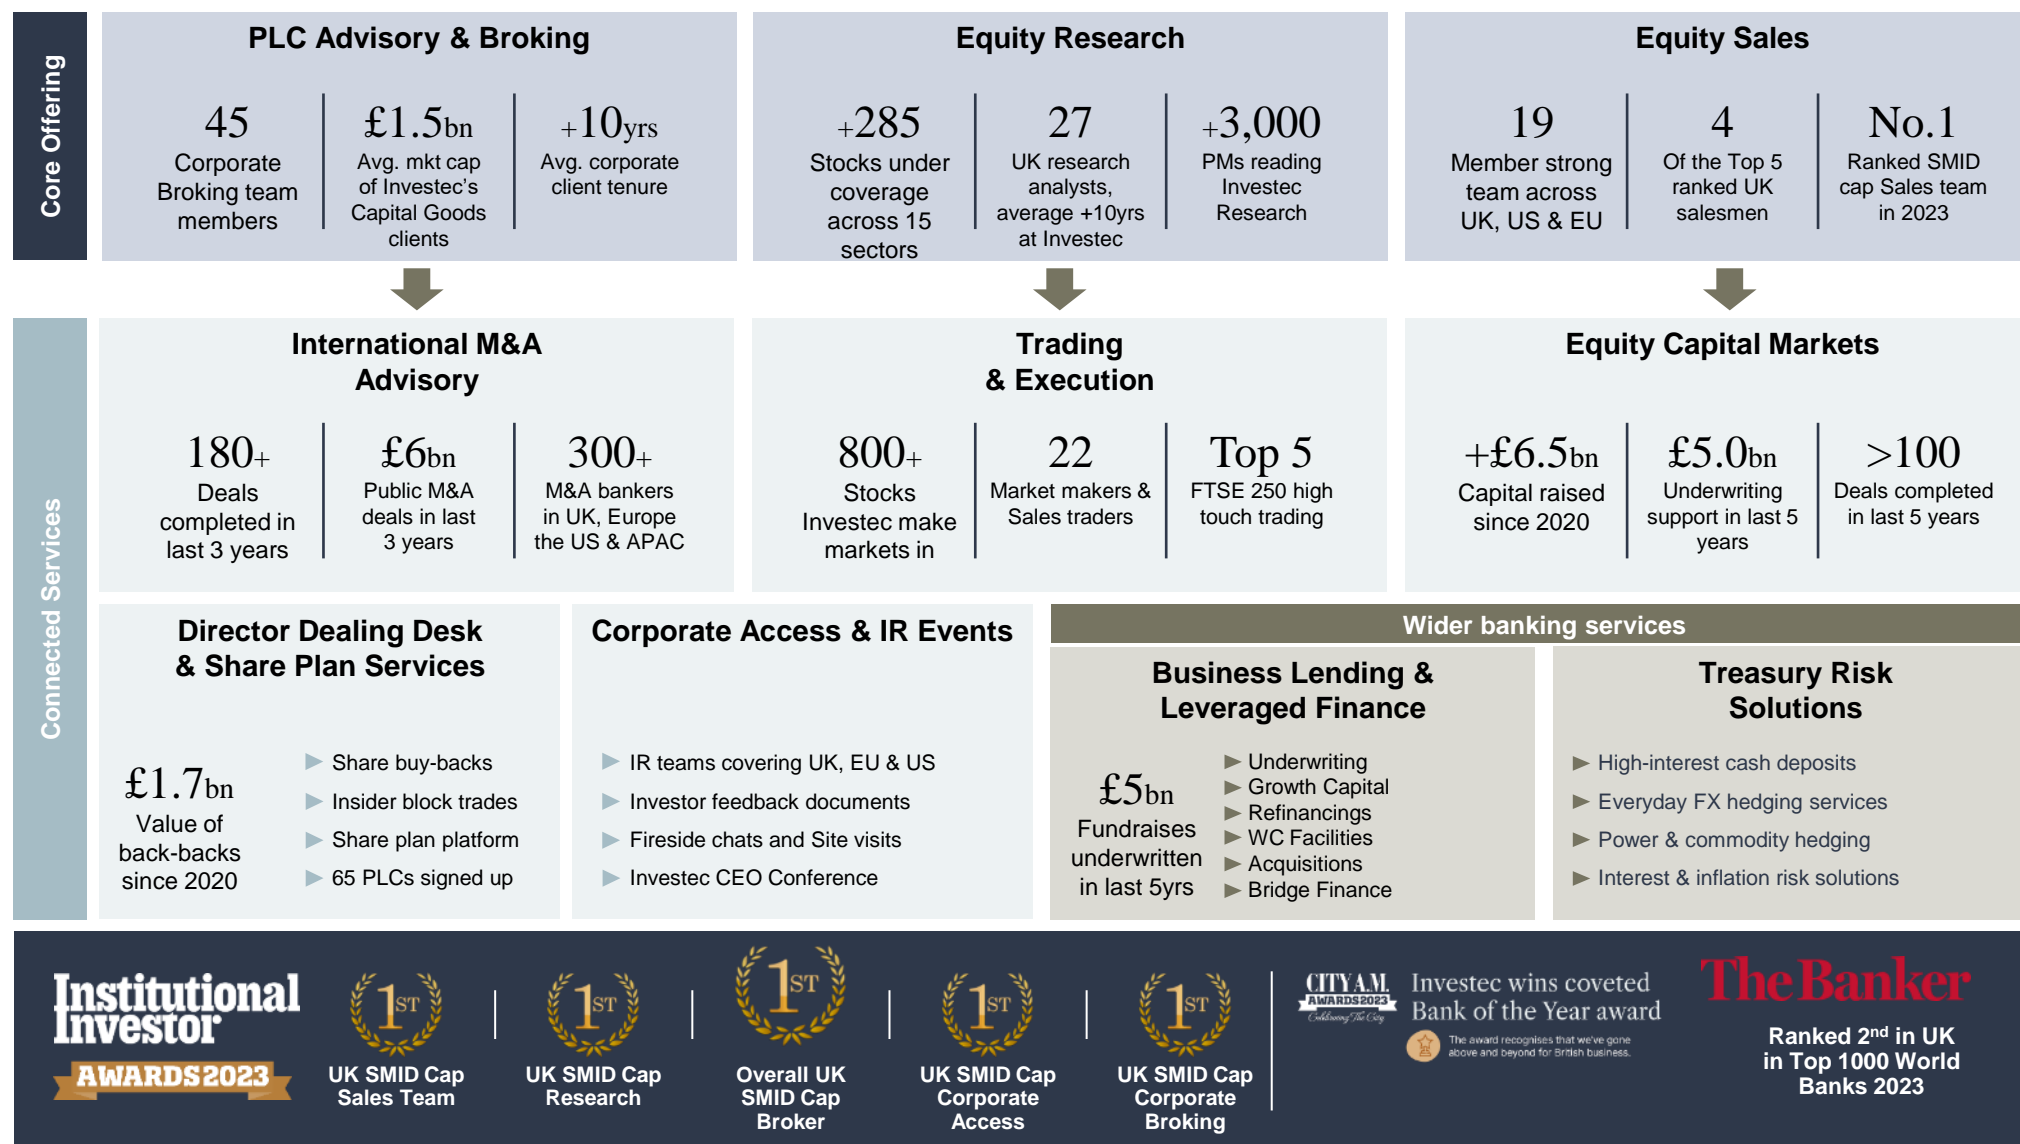 Core Offering
PLC Advisory & Broking
45
Corporate
Broking team
members
£1.5bn
Avg. mkt cap
of Investec's
Capital Goods
clients
+10yrs
Avg. corporate
client tenure
Equity Research
+285
Stocks under
coverage
across 15
sectors
27
UK research
analysts,
average +10yrs
at Investec
+3,000
PMs reading
Investec
Research
Equity Sales
19
Member strong
team across
UK, US & EU
4
Of the Top 5
ranked UK
salesmen
No.1
Ranked SMID
cap Sales team
in 2023
Connected Services
International M&A
Advisory
180+
Deals
completed in
last 3 years
£6bn
Public M&A
deals in last
3 years
300+
M&A bankers
in UK, Europe
the US & APAC
Trading
& Execution
800+
Stocks
Investec make
markets in
22
Market makers &
Sales traders
Top 5
FTSE 250 high
touch trading
Equity Capital Markets
+£6.5bn
Capital raised
since 2020
£5.0bn
Underwriting
support in last 5
years
>100
Deals completed
in last 5 years
Director Dealing Desk
& Share Plan Services
£1.7bn
Value of
back-backs
since 2020
Share buy-backs
Insider block trades
Share plan platform
65 PLCs signed up
Corporate Access & IR Events
IR teams covering UK, EU & US
Investor feedback documents
Fireside chats and Site visits
Investec CEO Conference
Wider banking services
Business Lending &
Leveraged Finance
£5bn
Fundraises
underwritten
in last 5yrs
Underwriting
Growth Capital
Refinancings
WC Facilities
Acquisitions
Bridge Finance
Treasury Risk
Solutions
High-interest cash deposits
Everyday FX hedging services
Power & commodity hedging
Interest & inflation risk solutions
Institutional
Investor
AWARDS 2023
1ST
UK SMID Cap
Sales Team
1ST
UK SMID Cap
Research
1ST
Overall UK
SMID Cap
Broker
1ST
UK SMID Cap
Corporate
Access
1ST
UK SMID Cap
Corporate
Broking
CITY A.M.
AWARDS2023
Celebrating The City
Investec wins coveted
Bank of the Year award
The award recognises that we've gone
above and beyond for British business.
The Banker
Ranked 2nd in UK
in Top 1000 World
Banks 2023